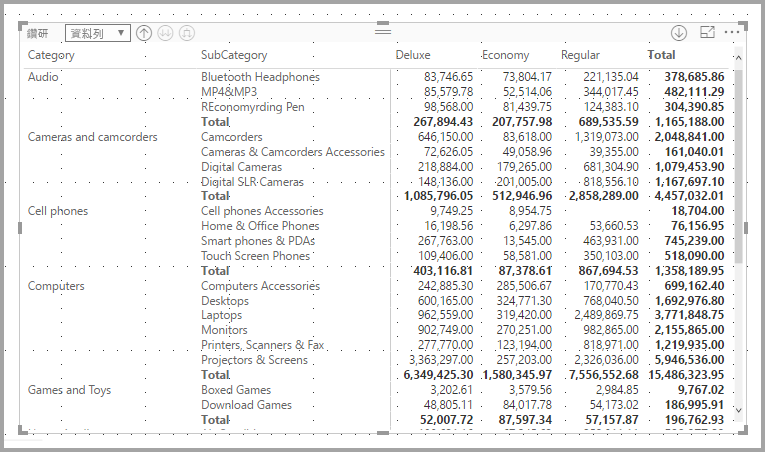 鑽研 資料列
Category SubCategory Deluxe Economy Regular Total
Audio Bluetooth Headphones 83,746.65 73,804.17 221,135.04 378,685.86
MP4&MP3 85,579.78 52,514.06 344,017.45 482,111.29
REconomyrding Pen 98,568.00 81,439.75 124,383.10 304,390.85
Total 267,894.43 207,757.98 689,535.59 1,165,188.00
Cameras and camcorders Camcorders 646,150.00 83,618.00 1,319,073.00 2,048,841.00
Cameras & Camcorders Accessories 72,626.05 49,058.96 39,355.00 161,040.01
Digital Cameras 218,884.00 179,265.00 681,304.90 1,079,453.90
Digital SLR Cameras 148,136.00 201,005.00 818,556.10 1,167,697.10
Total 1,085,796.05 512,946.96 2,858,289.00 4,457,032.01
Cell phones Cell phones Accessories 9,749.25 8,954.75 18,704.00
Home & Office Phones 16,198.56 6,297.86 53,660.53 76,156.95
Smart phones & PDAs 267,763.00 13,545.00 463,931.00 745,239.00
Touch Screen Phones 109,406.00 58,581.00 350,103.00 518,090.00
Total 403,116.81 87,378.61 867,694.53 1,358,189.95
Computers Computers Accessories 242,885.30 285,506.67 170,770.43 699,162.40
Desktops 600,165.00 324,771.30 768,040.50 1,692,976.80
Laptops 962,559.00 319,420.00 2,489,869.75 3,771,848.75
Monitors 902,749.00 270,251.00 982,865.00 2,155,865.00
Printers, Scanners & Fax 277,770.00 123,194.00 818,971.00 1,219,935.00
Projectors & Screens 3,363,297.00 257,203.00 2,326,036.00 5,946,536.00
Total 6,349,425.30 1,580,345.97 7,556,552.68 15,486,323.95
Games and Toys Boxed Games 3,202.61 3,579.56 2,984.85 9,767.02
Download Games 48,805.11 84,017.78 54,173.02 186,995.91
Total 52,007.72 87,597.34 57,157.87 196,762.93